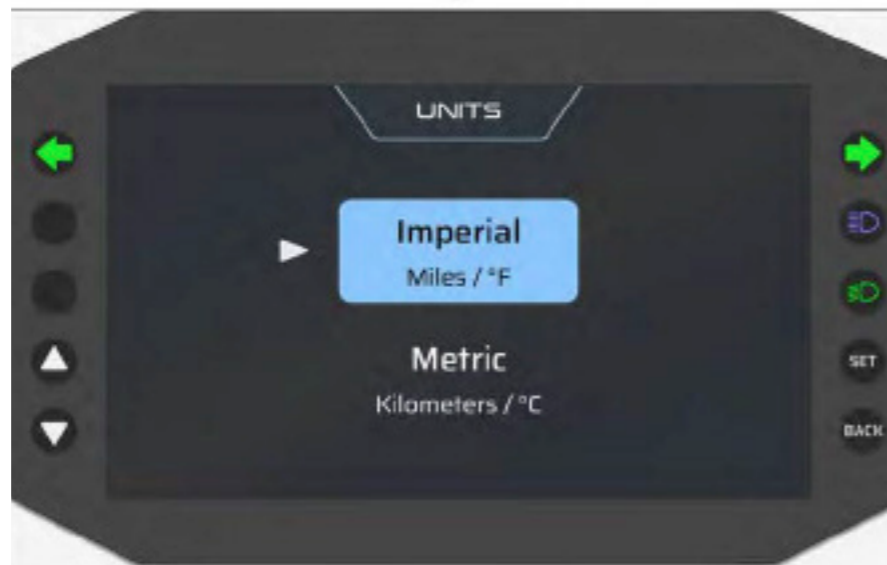 UNITS
Imperial
Miles / °F
Metric
Kilometers / °C
SET
BACK